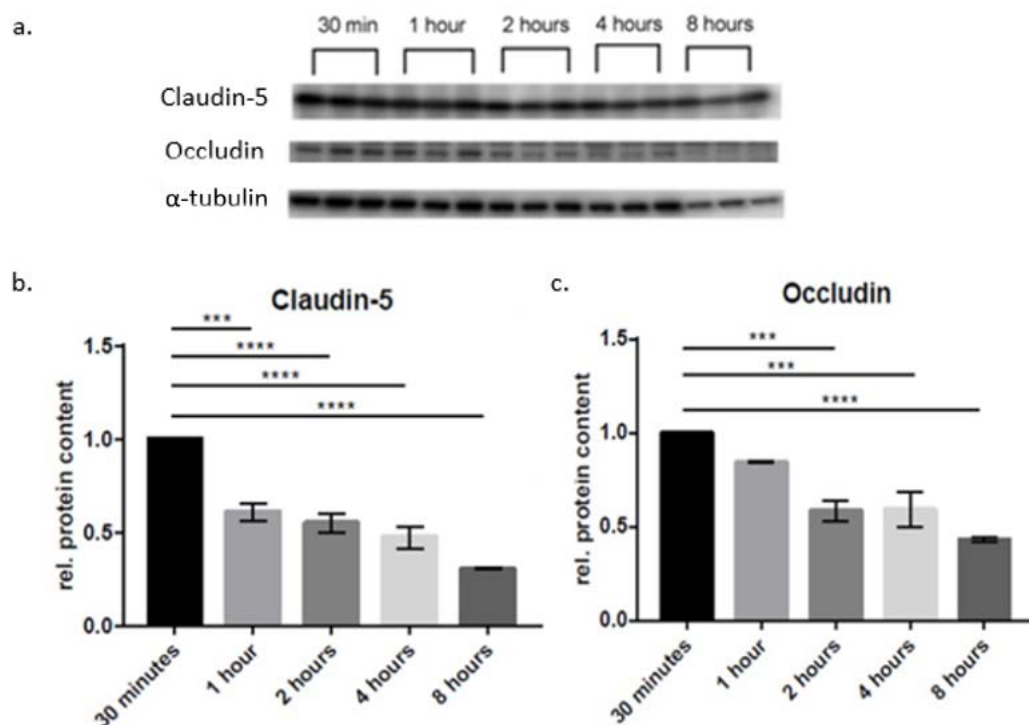 a.
30 min 1 hour 2 hours 4 hours 8 hours
Claudin-5
Occludin
α-tubulin
b.
Claudin-5
***
****
****
****
rel. protein content
1.5
1.0
0.5
0.0
30 minutes
1 hour
2 hours
4 hours
8 hours
c.
Occludin
***
***
****
rel. protein content
1.5
1.0
0.5
0.0
30 minutes
1 hour
2 hours
4 hours
8 hours